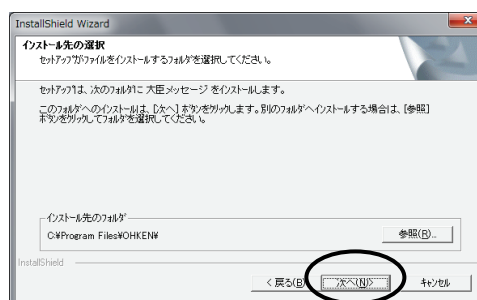 InstallShield Wizard
インストール先の選択
セットアップがファイルをインストールするフォルダを選択してください。
セットアップは、次のフォルダに 大臣メッセージ をインストールします。
このフォルダへのインストールは、[次へ] ボタンをクリックします。別のフォルダへインストールする場合は、[参照]
ボタンをクリックしてフォルダを選択してください。
インストール先のフォルダ
C:¥Program Files¥OHKEN¥
参照(R)...
InstallShield
< 戻る(B)
次へ(N)>
キャンセル